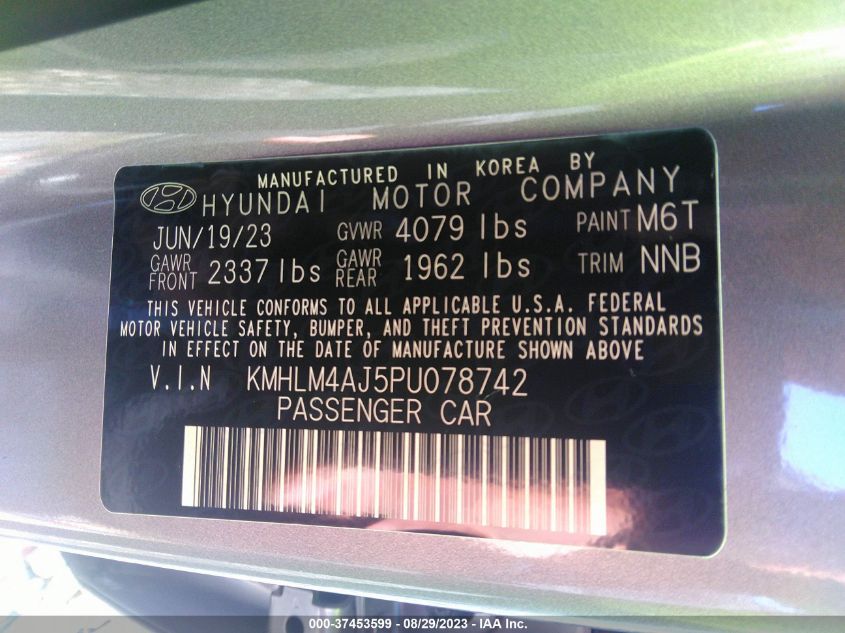 MANUFACTURED IN KOREA BY
HYUNDAI MOTOR COMPANY
JUN/19/23 GVWR 4079 lbs PAINT M6T
GAWR FRONT 2337 lbs GAWR REAR 1962 lbs TRIM NNB
THIS VEHICLE CONFORMS TO ALL APPLICABLE U.S.A. FEDERAL
MOTOR VEHICLE SAFETY, BUMPER, AND THEFT PREVENTION STANDARDS
IN EFFECT ON THE DATE OF MANUFACTURE SHOWN ABOVE
V.I.N KMHLM4AJ5PU078742
PASSENGER CAR
000-37453599 - 08/29/2023 - IAA Inc.